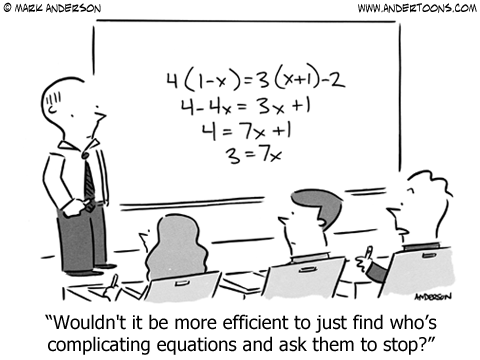 © MARK ANDERSON
WWW.ANDERTOONS.COM
4(1-x)=3(x+1)-2
4-4x=3x+1
4=7x+1
3=7x
ANDERSON
“Wouldn't it be more efficient to just find who’s
complicating equations and ask them to stop?”